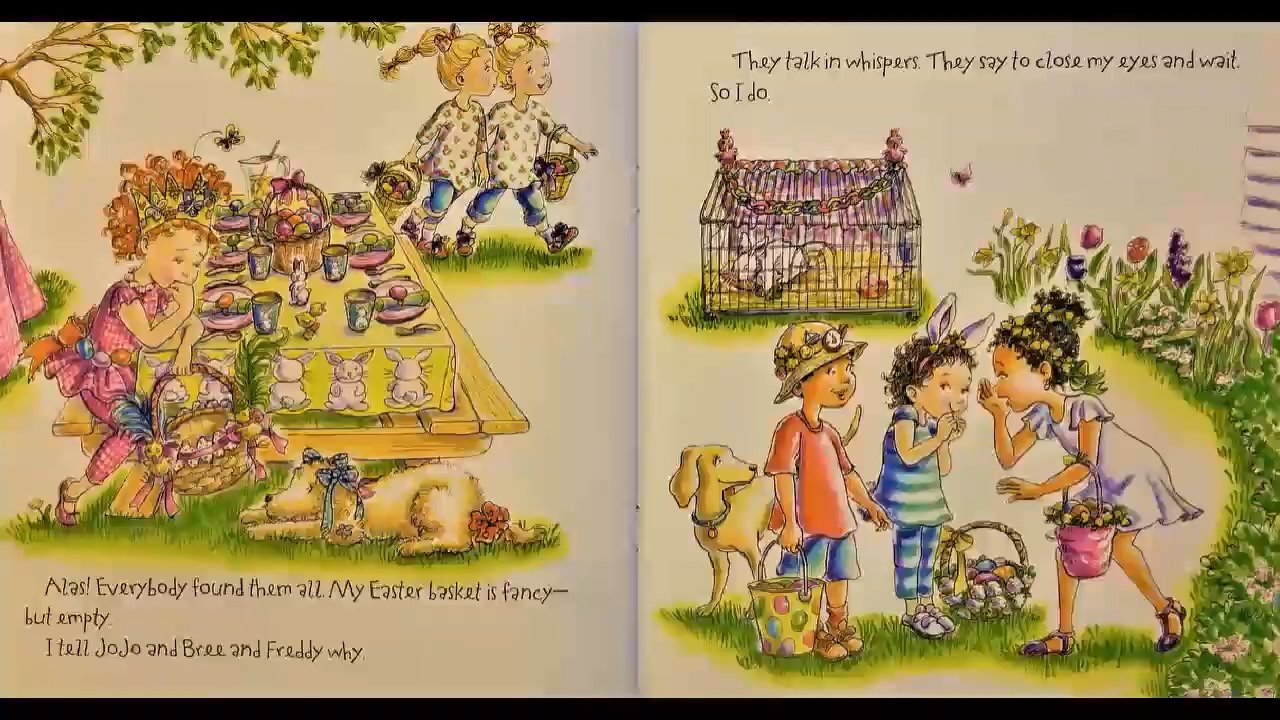 Alas! Everybody found them all. My Easter basket is fancy—
but empty.
I tell JoJo and Bree and Freddy why.
They talk in whispers. They say to close my eyes and wait.
So I do.